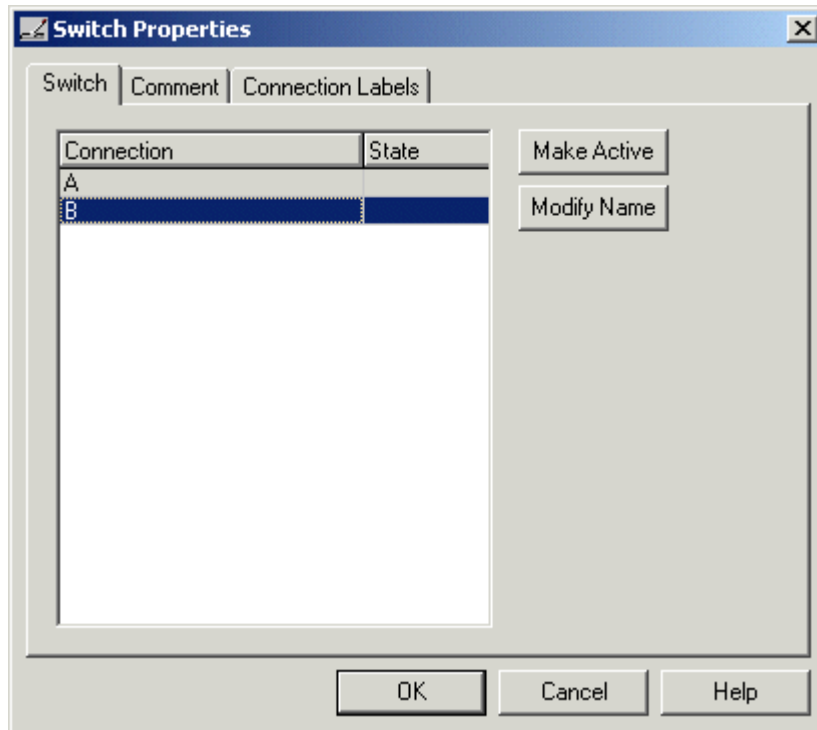 Switch Properties
Switch Comment Connection Labels
Connection State Make Active
A
B Modify Name
OK Cancel Help